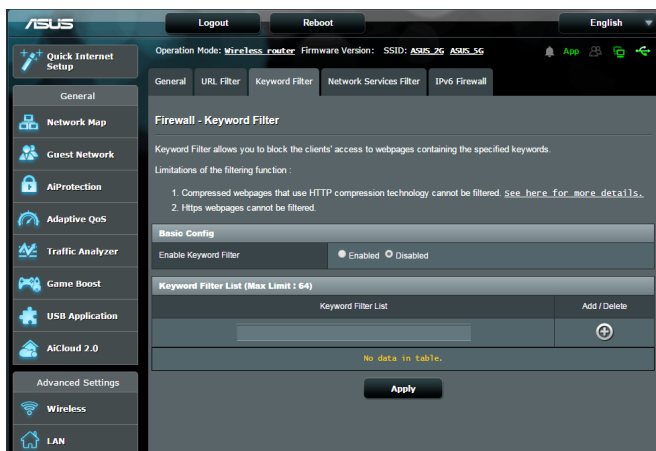 ASUS
Logout
Reboot
English
Quick Internet
Setup
Operation Mode: Wireless router Firmware Version: SSID: ASUS_2G ASUS_5G
App
General
URL Filter
Keyword Filter
Network Services Filter
IPv6 Firewall
General
Network Map
Guest Network
AiProtection
Adaptive QoS
Traffic Analyzer
Game Boost
USB Application
AiCloud 2.0
Advanced Settings
Wireless
LAN
Firewall - Keyword Filter
Keyword Filter allows you to block the clients' access to webpages containing the specified keywords.
Limitations of the filtering function :
1. Compressed webpages that use HTTP compression technology cannot be filtered. See here for more details.
2. Https webpages cannot be filtered.
Basic Config
Enable Keyword Filter
Enabled Disabled
Keyword Filter List (Max Limit : 64)
Keyword Filter List
Add / Delete
No data in table.
Apply